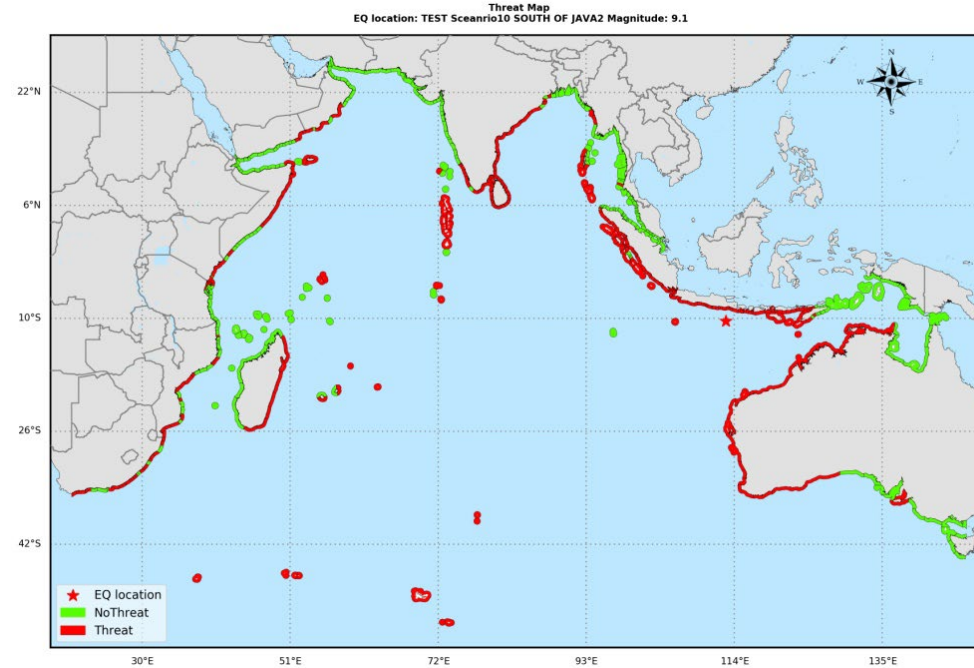 Threat Map
EQ location: TEST Sceanrio10 SOUTH OF JAVA2 Magnitude: 9.1
N
W E
S
22°N
6°N
10°S
26°S
42°S
EQ location
NoThreat
Threat
30°E 51°E 72°E 93°E 114°E 135°E